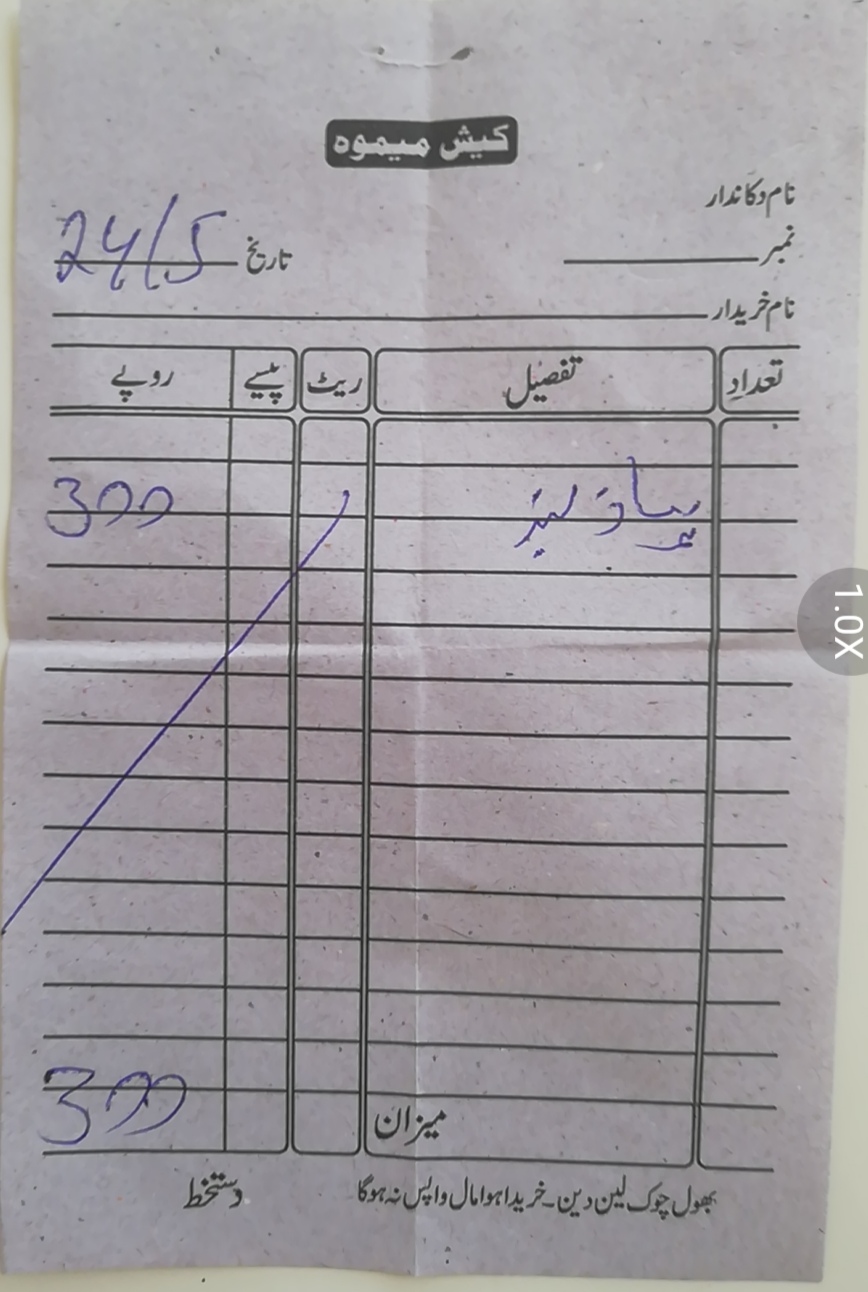 کیش میموہ
نام دکاندار
نمبر تاریخ 24/5
نام خریدار
تعداد تفصیل ریٹ پیسے روپے
300
میزان 300
بھول چوک لین دین۔ خریدا ہوا مال واپس نہ ہوگا دستخط
1.0X